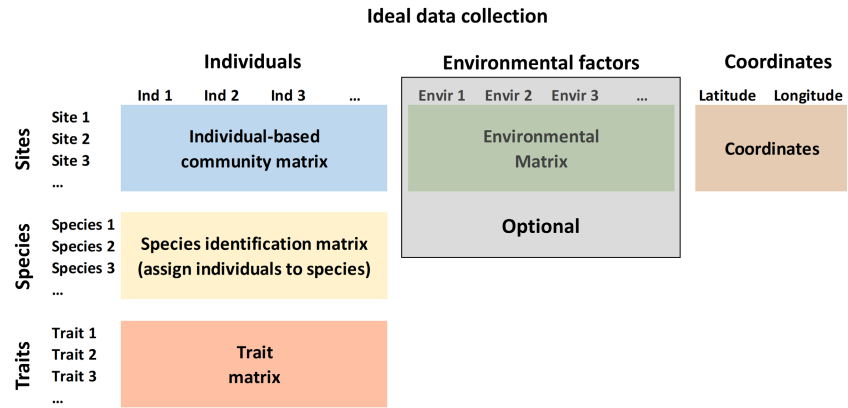 Ideal data collection
Individuals
Environmental factors
Coordinates
Ind 1 Ind 2 Ind 3 ...
Envir 1 Envir 2 Envir 3 ...
Latitude Longitude
Sites
Site 1
Site 2
Site 3
...
Individual-based
community matrix
Environmental
Matrix
Coordinates
Optional
Species
Species 1
Species 2
Species 3
...
Species identification matrix
(assign individuals to species)
Traits
Trait 1
Trait 2
Trait 3
...
Trait
matrix